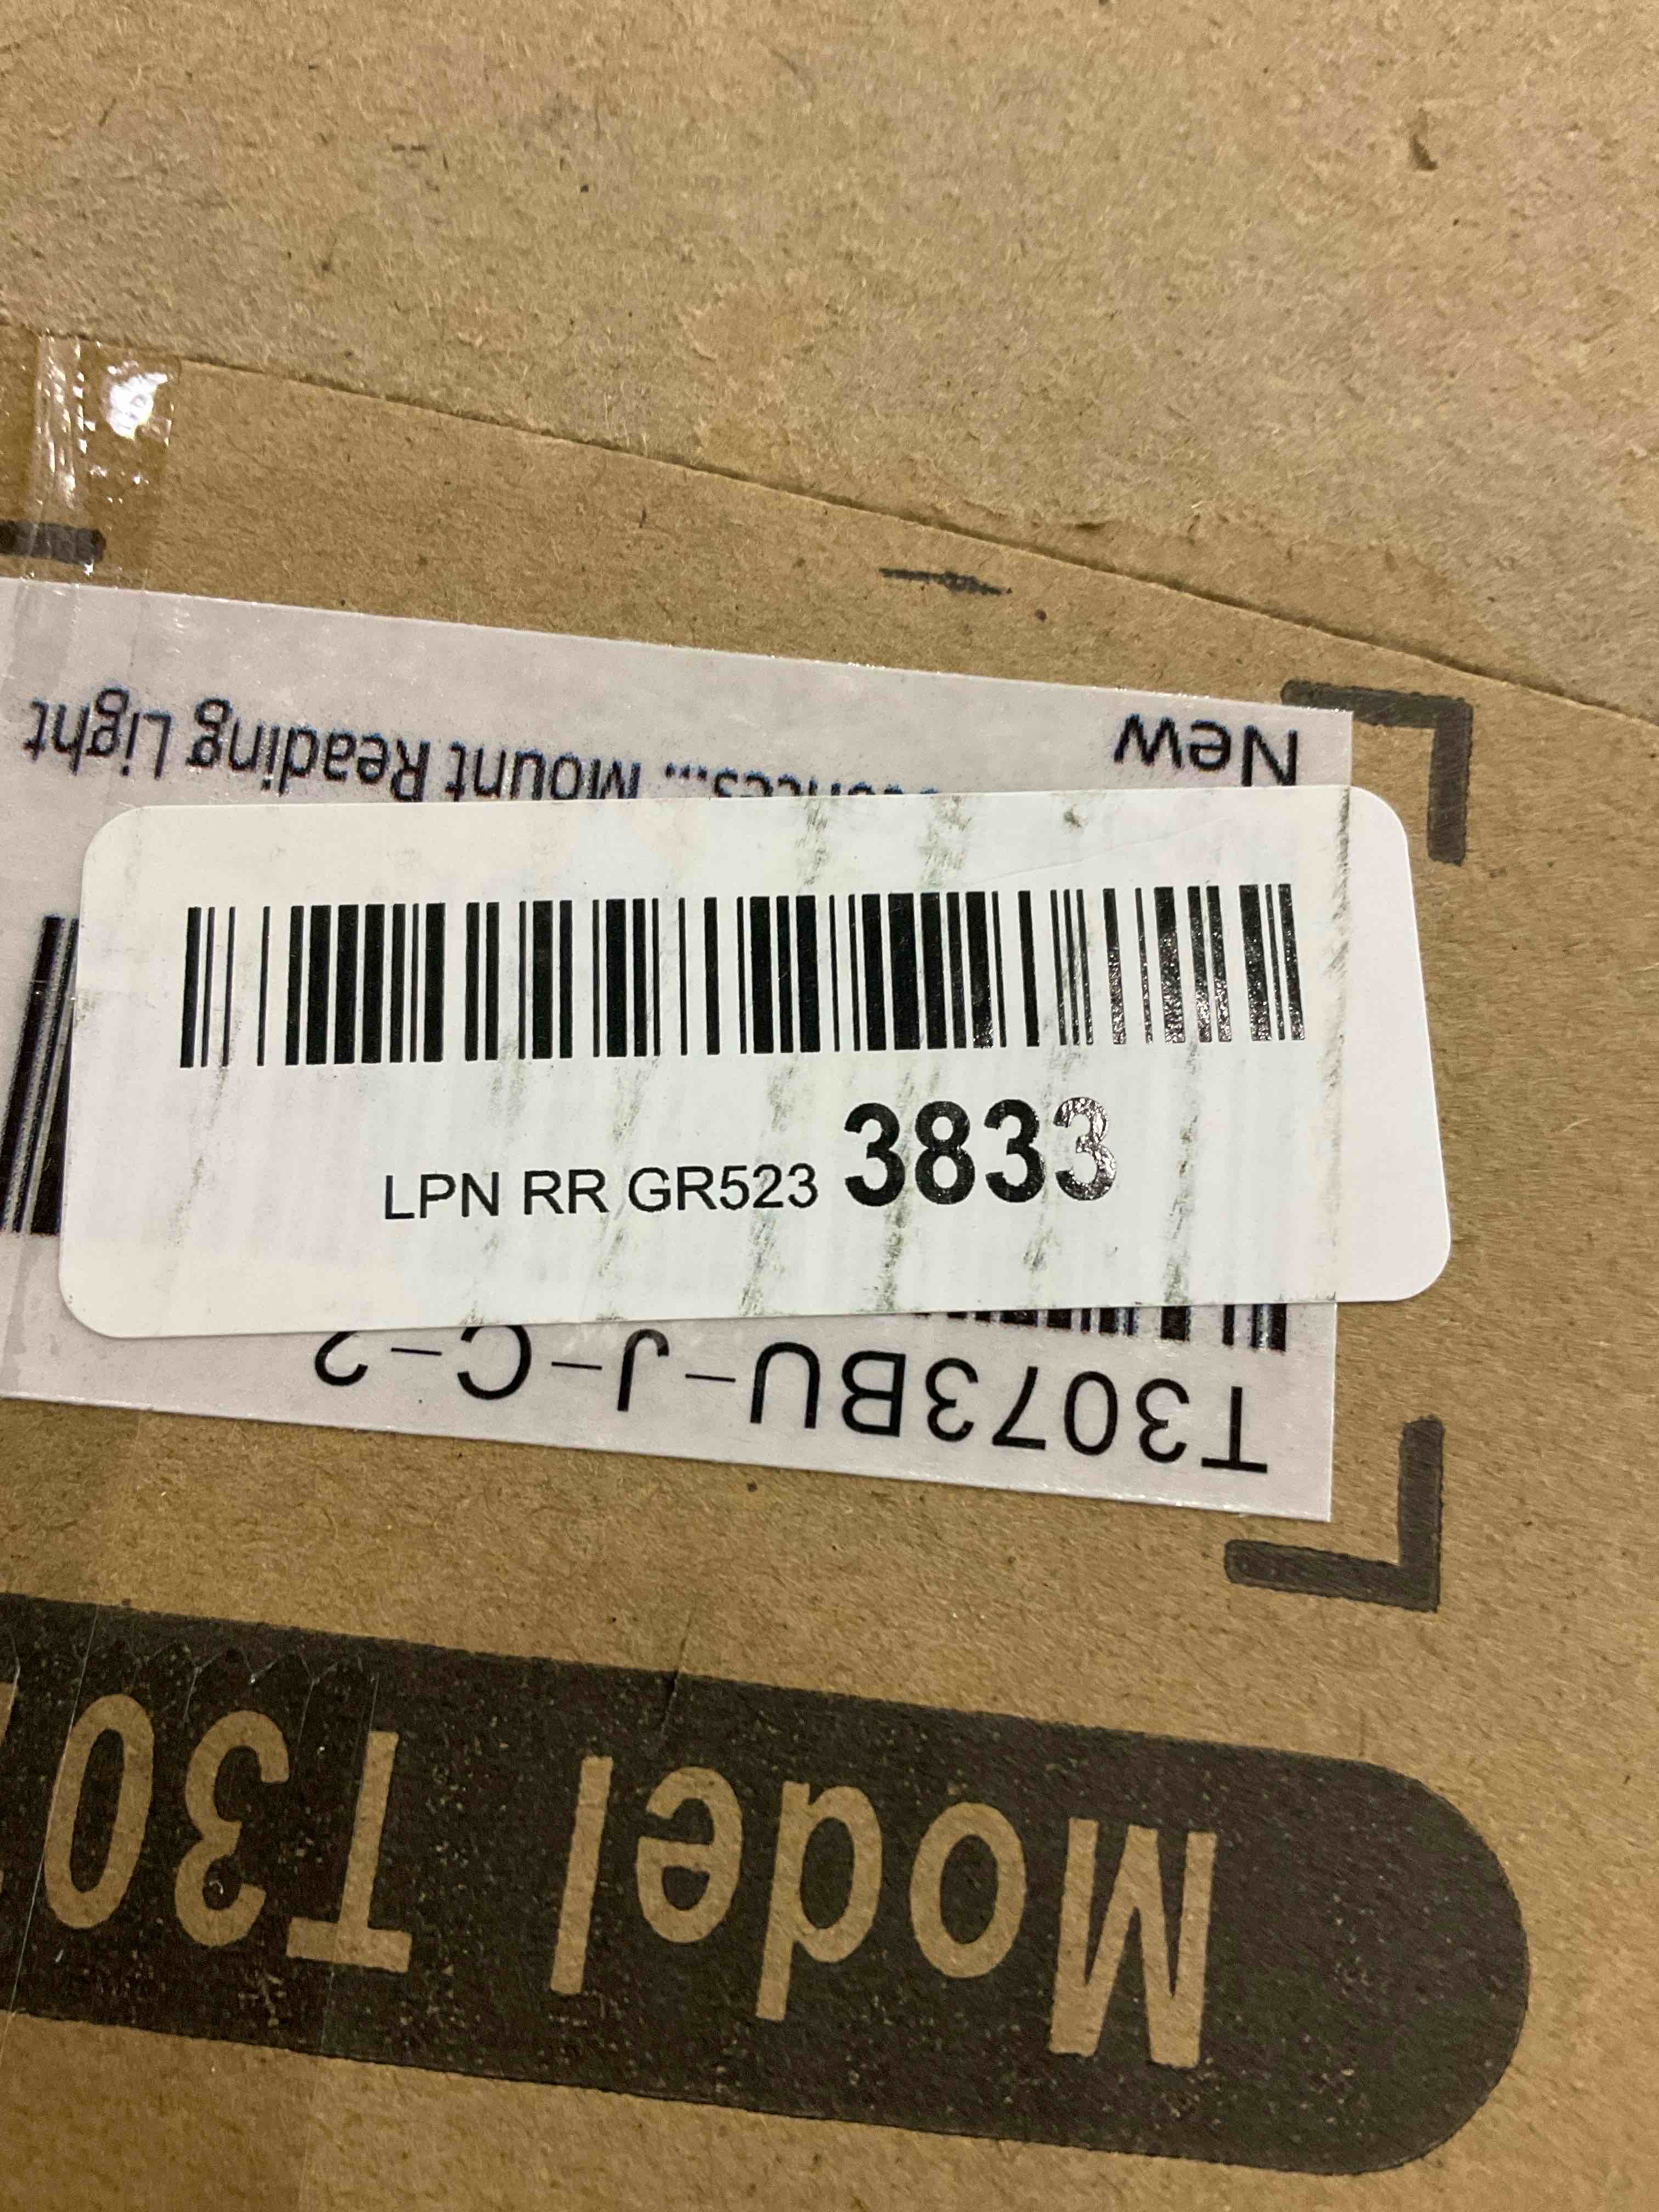 LPN RR GR523 3833
Mount Reading Light
New
T3073BU-J-C-2
Model T30